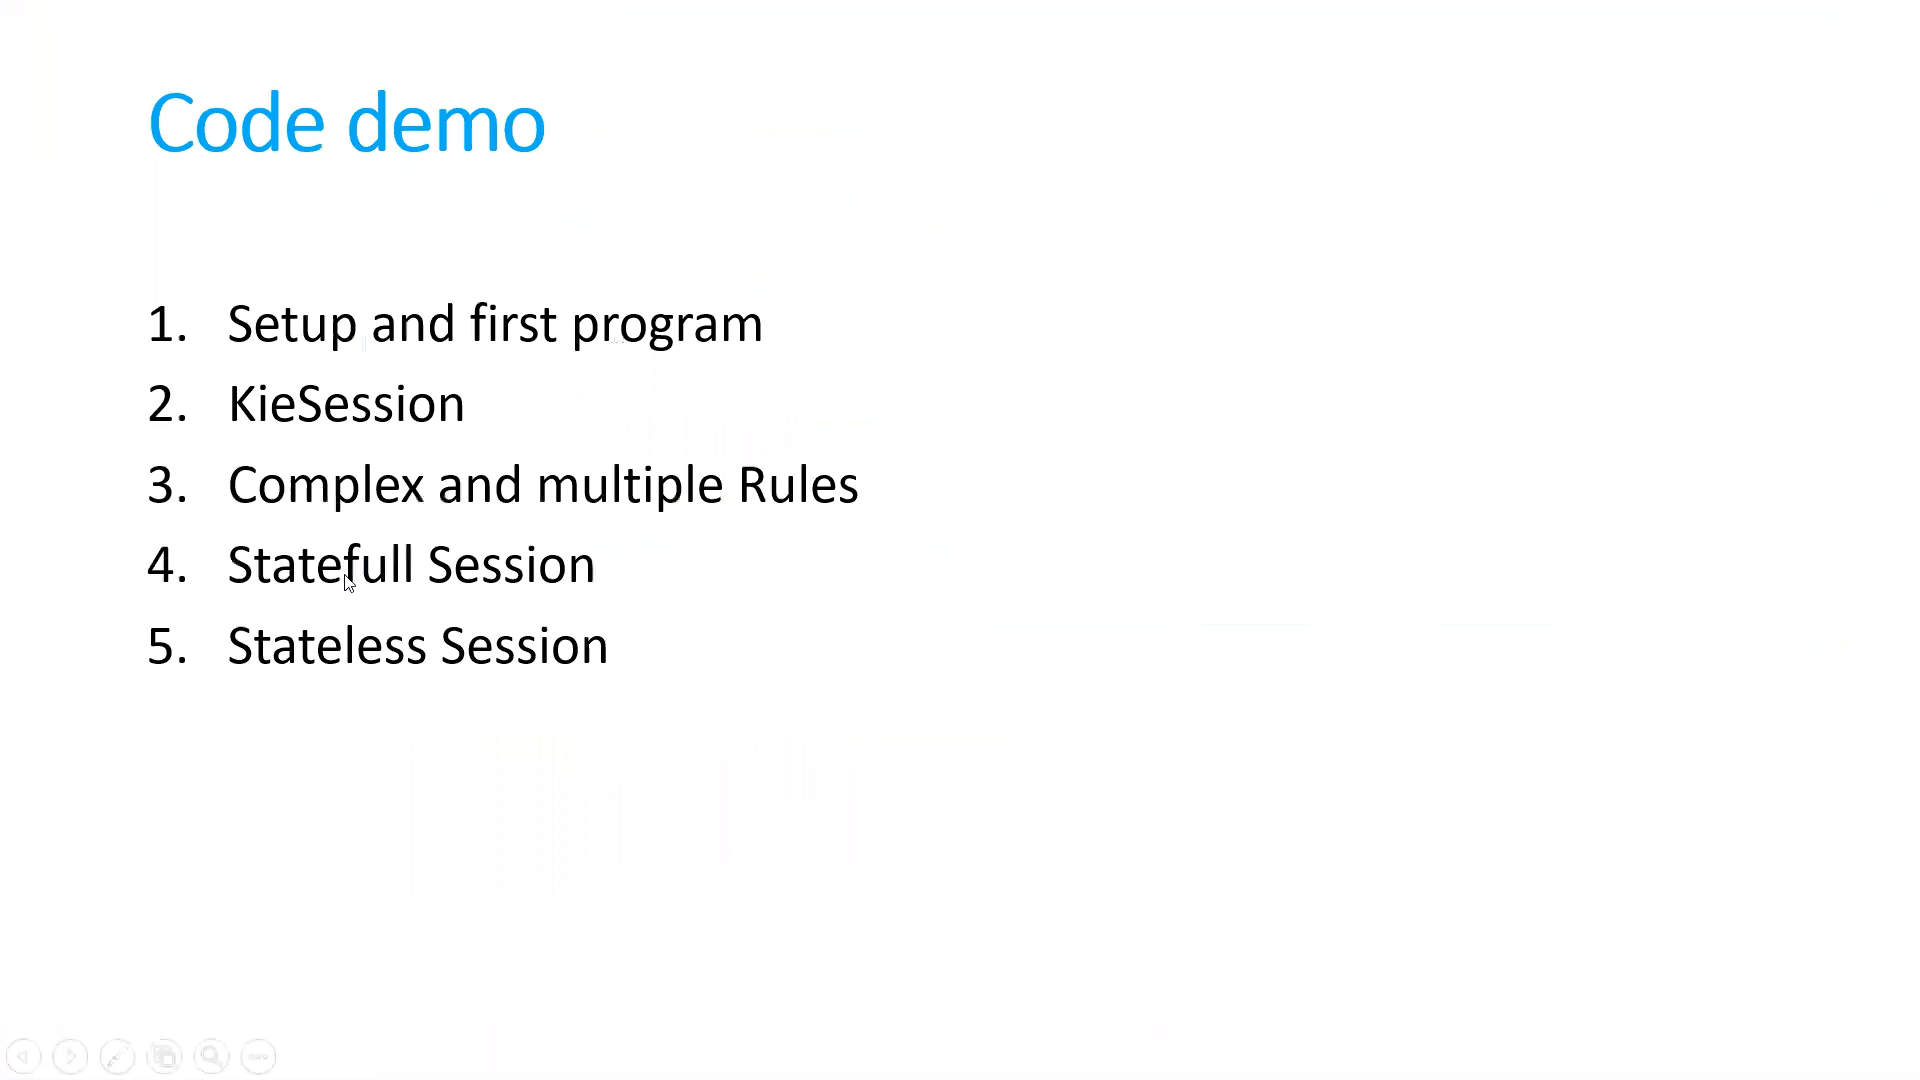 Code demo
1. Setup and first program
2. KieSession
3. Complex and multiple Rules
4. Statefull Session
5. Stateless Session